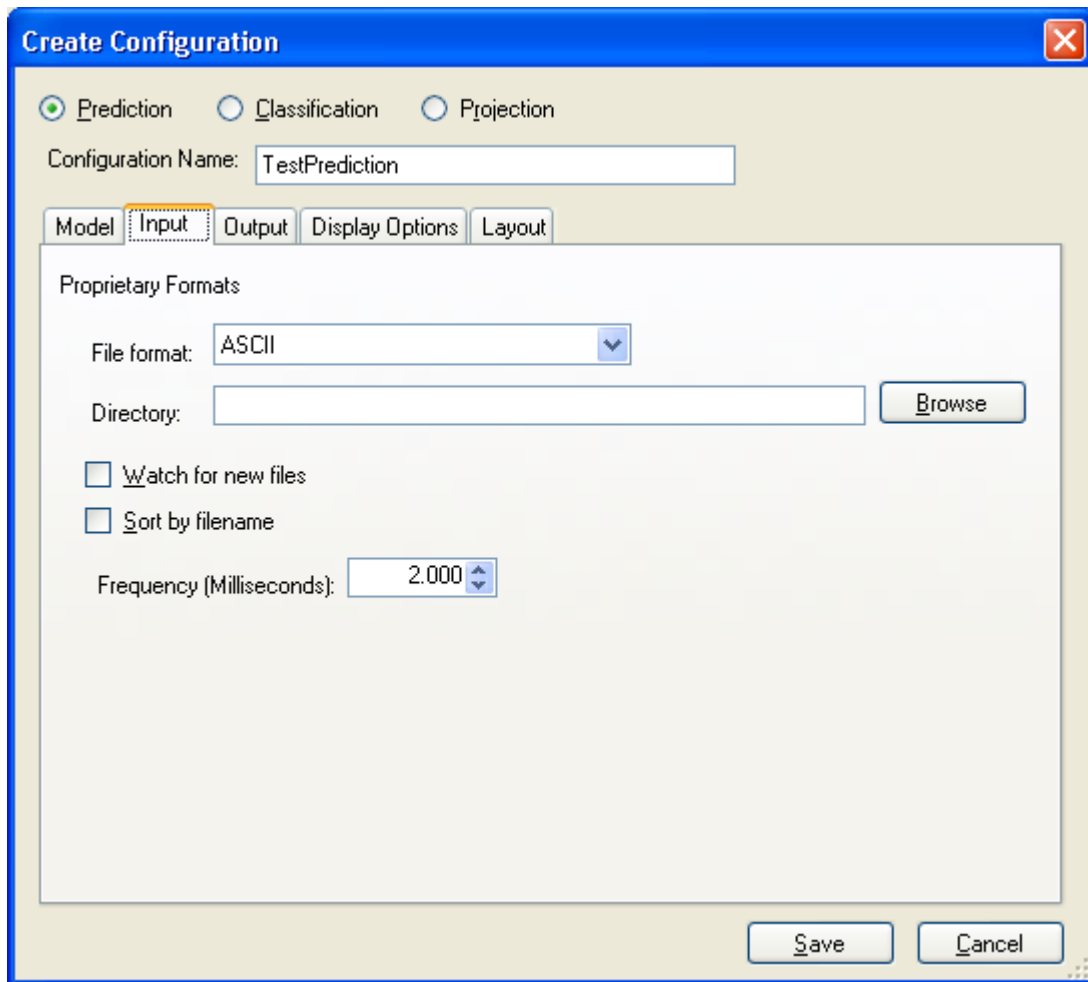 Create Configuration
Prediction Classification Projection
Configuration Name: TestPrediction
Model Input Output Display Options Layout
Proprietary Formats
File format: ASCII
Directory: Browse
Watch for new files
Sort by filename
Frequency (Milliseconds): 2.000
Save Cancel